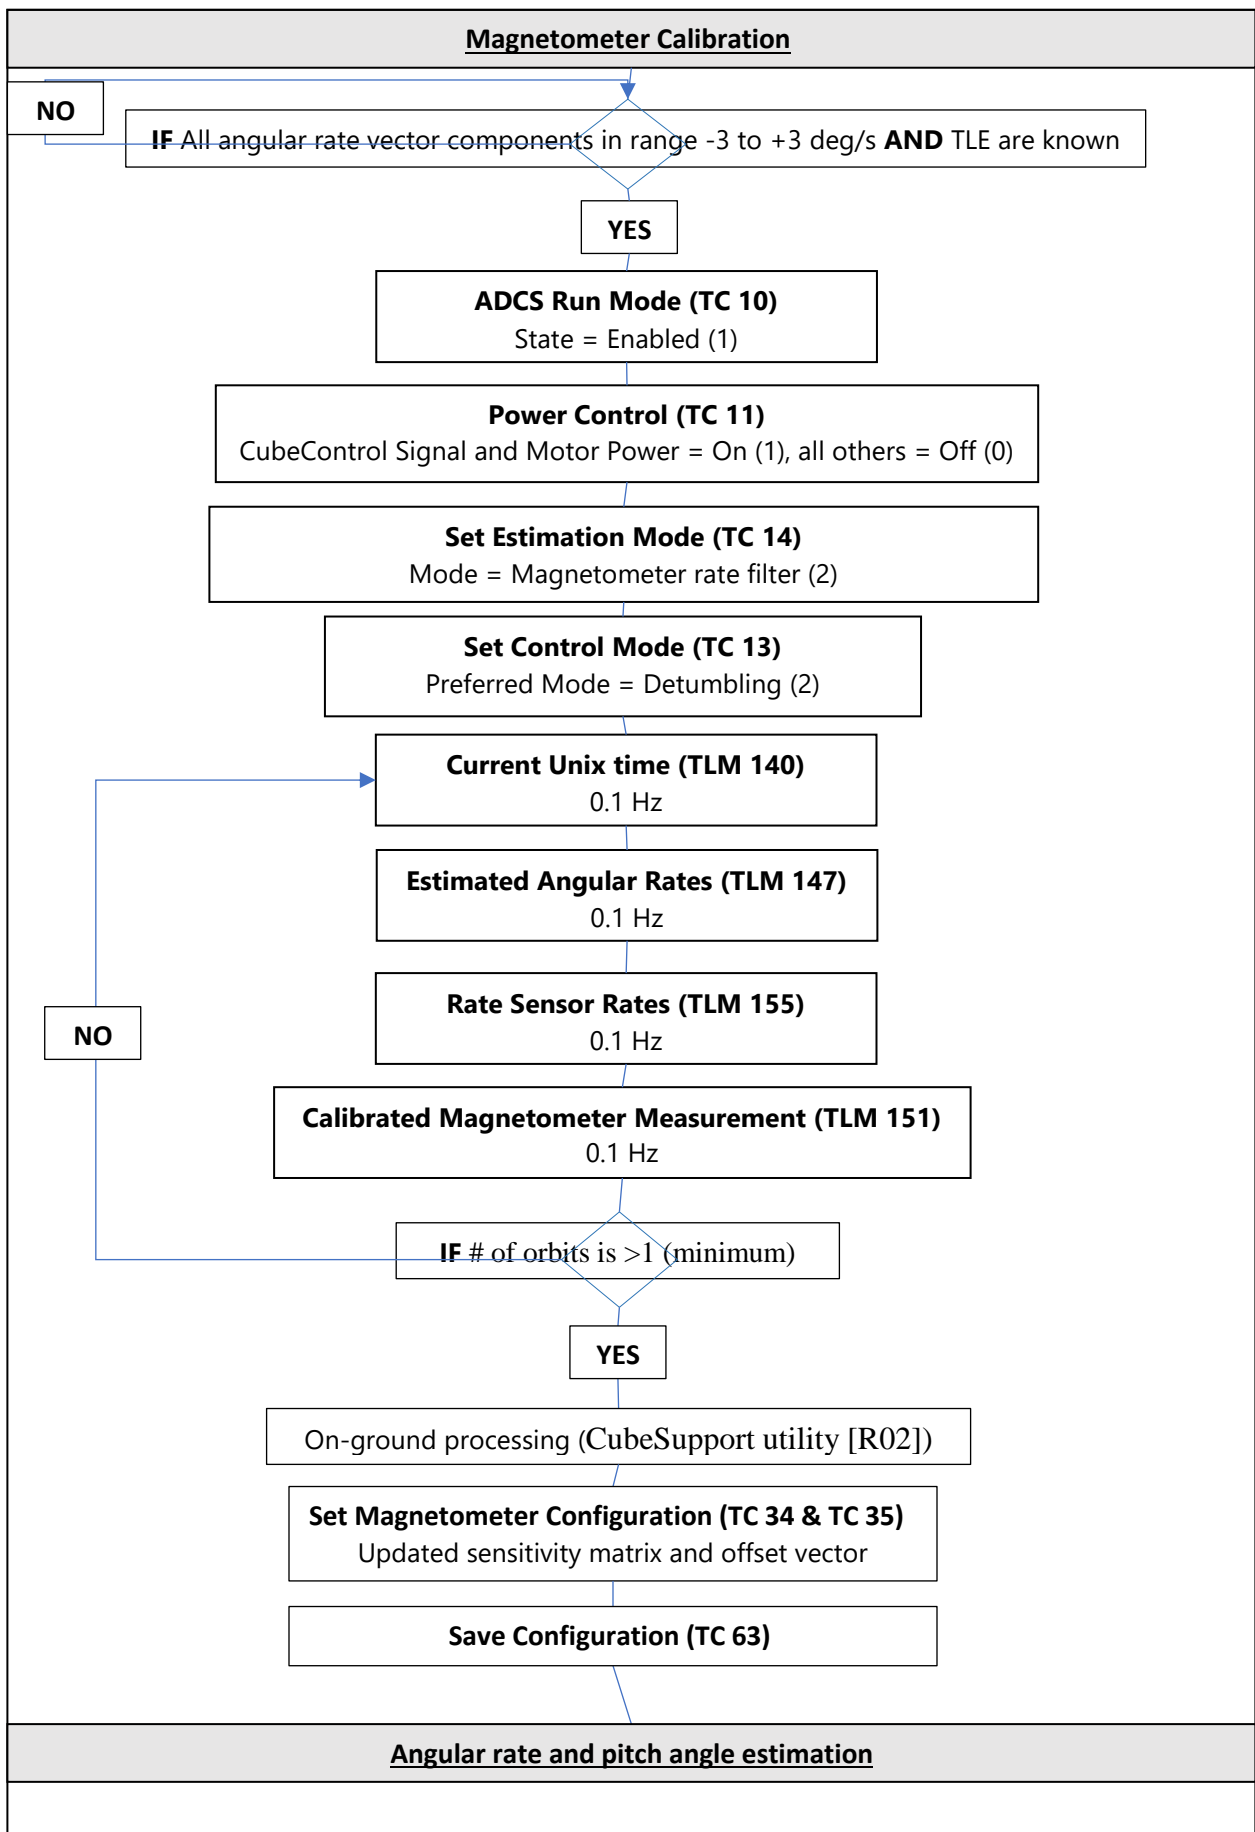 Magnetometer Calibration
NO
IF All angular rate vector components in range -3 to +3 deg/s AND TLE are known
YES
ADCS Run Mode (TC 10)
State = Enabled (1)
Power Control (TC 11)
CubeControl Signal and Motor Power = On (1), all others = Off (0)
Set Estimation Mode (TC 14)
Mode = Magnetometer rate filter (2)
Set Control Mode (TC 13)
Preferred Mode = Detumbling (2)
Current Unix time (TLM 140)
0.1 Hz
Estimated Angular Rates (TLM 147)
0.1 Hz
Rate Sensor Rates (TLM 155)
0.1 Hz
NO
Calibrated Magnetometer Measurement (TLM 151)
0.1 Hz
IF # of orbits is >1 (minimum)
YES
On-ground processing (CubeSupport utility [R02])
Set Magnetometer Configuration (TC 34 & TC 35)
Updated sensitivity matrix and offset vector
Save Configuration (TC 63)
Angular rate and pitch angle estimation